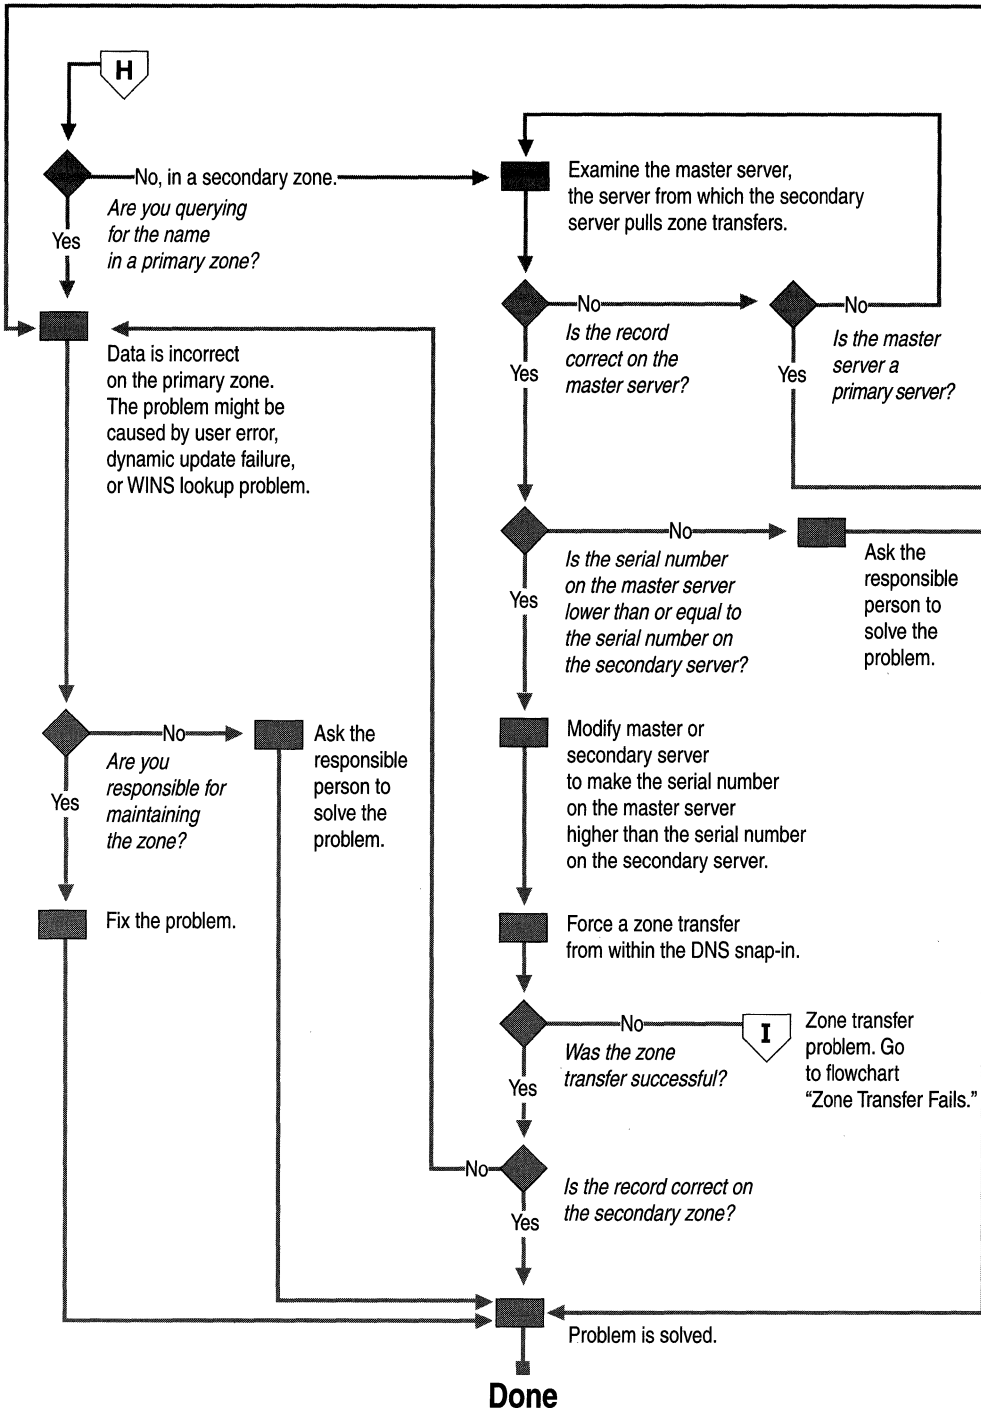 H
No, in a secondary zone.
Are you querying
for the name
in a primary zone?
Yes
Data is incorrect
on the primary zone.
The problem might be
caused by user error,
dynamic update failure,
or WINS lookup problem.
No
Are you
responsible for
maintaining
the zone?
Yes
Ask the
responsible
person to
solve the
problem.
Fix the problem.
Examine the master server,
the server from which the secondary
server pulls zone transfers.
No
Is the record
correct on the
master server?
Yes
No
Is the master
server a
primary server?
Yes
No
Is the serial number
on the master server
lower than or equal to
the serial number on
the secondary server?
Yes
Ask the
responsible
person to
solve the
problem.
Modify master or
secondary server
to make the serial number
on the master server
higher than the serial number
on the secondary server.
Force a zone transfer
from within the DNS snap-in.
No
Was the zone
transfer successful?
Yes
I
Zone transfer
problem. Go
to flowchart
“Zone Transfer Fails.”
No
Is the record correct on
the secondary zone?
Yes
Problem is solved.
Done